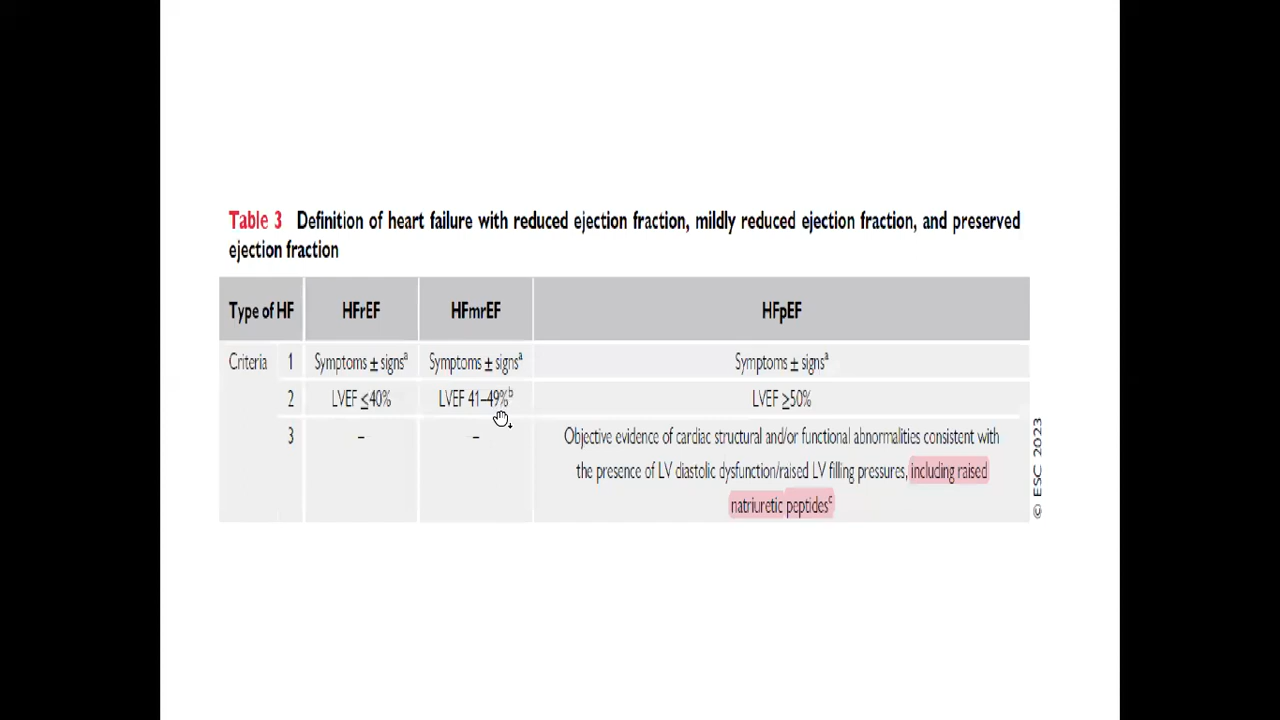 Table 3 Definition of heart failure with reduced ejection fraction, mildly reduced ejection fraction, and preserved
ejection fraction
Type of HF HFrEF HFmrEF HFpEF
Criteria 1 Symptoms ± signsᵃ Symptoms ± signsᵃ Symptoms ± signsᵃ
2 LVEF ≤40% LVEF 41–49%ᵇ LVEF ≥50%
3 – – Objective evidence of cardiac structural and/or functional abnormalities consistent with
the presence of LV diastolic dysfunction/raised LV filling pressures, including raised
natriuretic peptidesᶜ
© ESC 2023